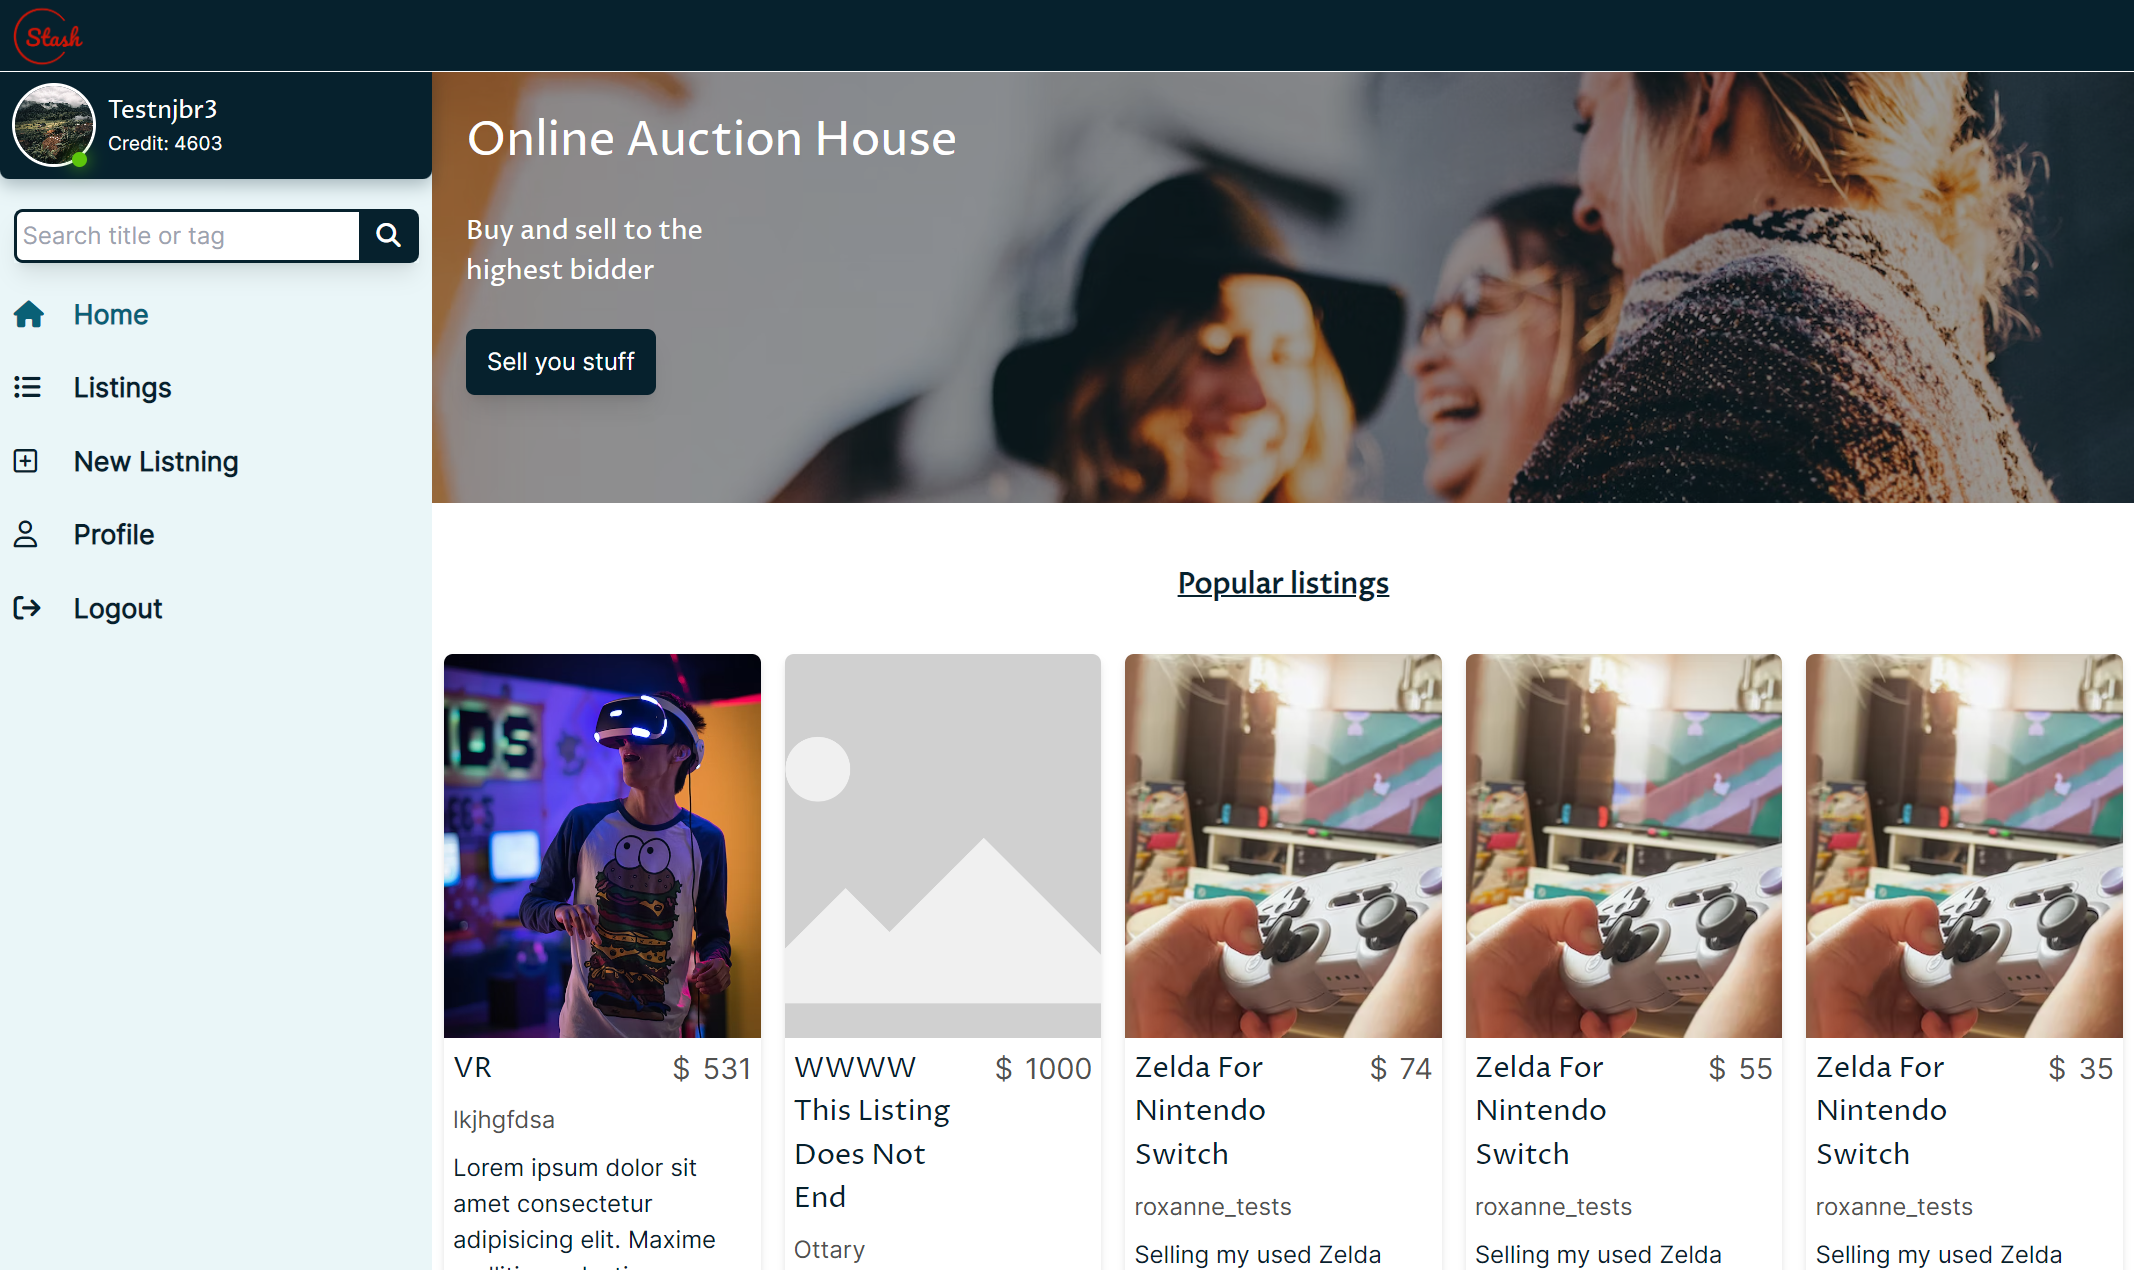 Stash
Testnjbr3
Credit: 4603
Search title or tag
Home
Listings
New Listning
Profile
Logout
Online Auction House
Buy and sell to the
highest bidder
Sell you stuff
Popular listings
VR
$ 531
lkjhgfdsa
Lorem ipsum dolor sit
amet consectetur
adipisicing elit. Maxime
WWWW
This Listing
Does Not
End
$ 1000
Ottary
Zelda For
Nintendo
Switch
$ 74
roxanne_tests
Selling my used Zelda
Zelda For
Nintendo
Switch
$ 55
roxanne_tests
Selling my used Zelda
Zelda For
Nintendo
Switch
$ 35
roxanne_tests
Selling my used Zelda